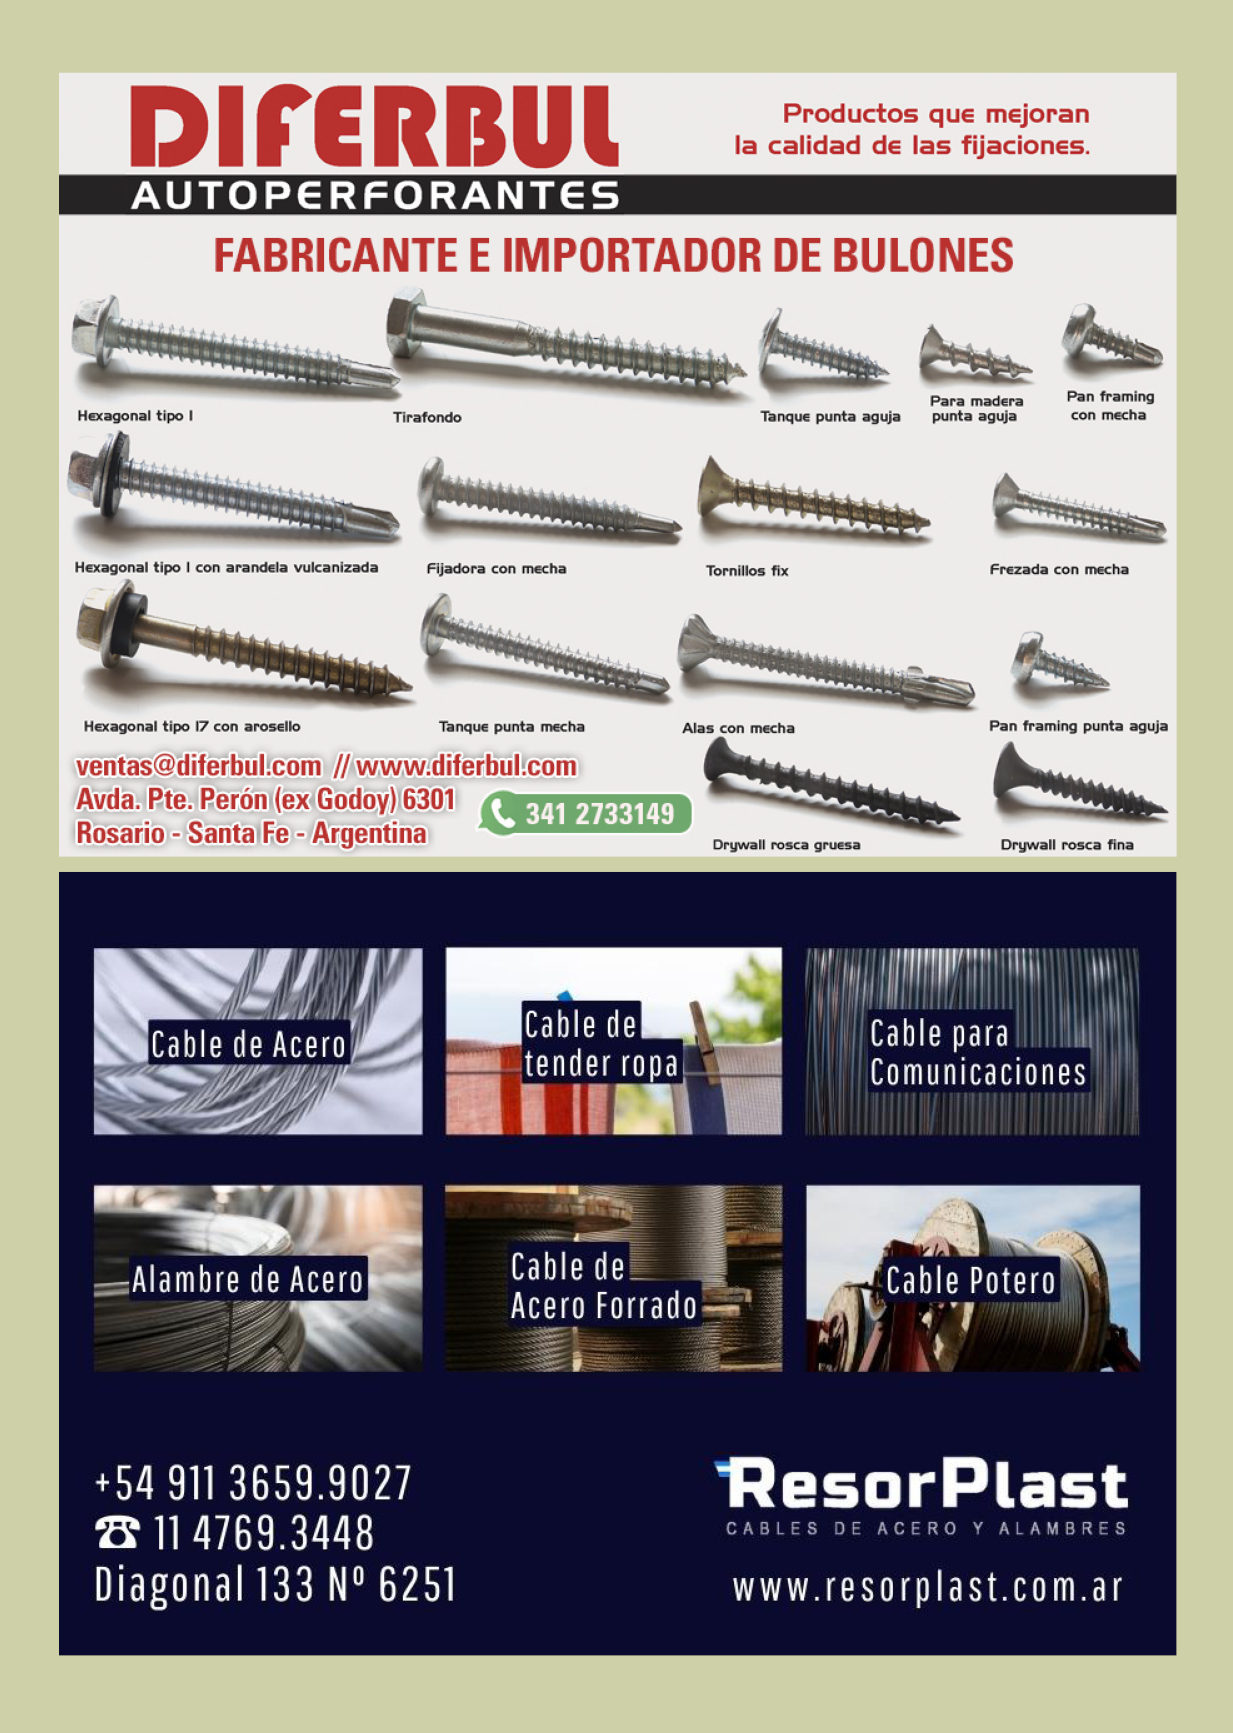 DIFERBUL
AUTOPERFORANTES
Productos que mejoran
la calidad de las fijaciones.
FABRICANTE E IMPORTADOR DE BULONES
Hexagonal tipo 1
Tirafondo
Tanque punta aguja
Para madera
punta aguja
Pan framing
con mecha
Hexagonal tipo 1 con arandela vulcanizada
Fijadora con mecha
Tornillos fix
Frezada con mecha
Hexagonal tipo 17 con arosello
Tanque punta mecha
Alas con mecha
Pan framing punta aguja
ventas@diferbul.com // www.diferbul.com
Avda. Pte. Perón (ex Godoy) 6301
Rosario - Santa Fe - Argentina
341 2733149
Drywall rosca gruesa
Drywall rosca fina
Cable de Acero
Cable de
tender ropa
Cable para
Comunicaciones
Alambre de Acero
Cable de
Acero Forrado
Cable Potero
+54 911 3659.9027
☎ 11 4769.3448
Diagonal 133 Nº 6251
ResorPlast
CABLES DE ACERO Y ALAMBRES
www.resorplast.com.ar